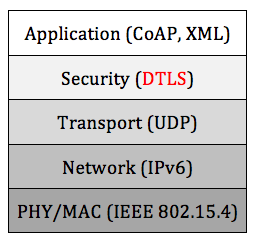 Application (CoAP, XML)
Security (DTLS)
Transport (UDP)
Network (IPv6)
PHY/MAC (IEEE 802.15.4)